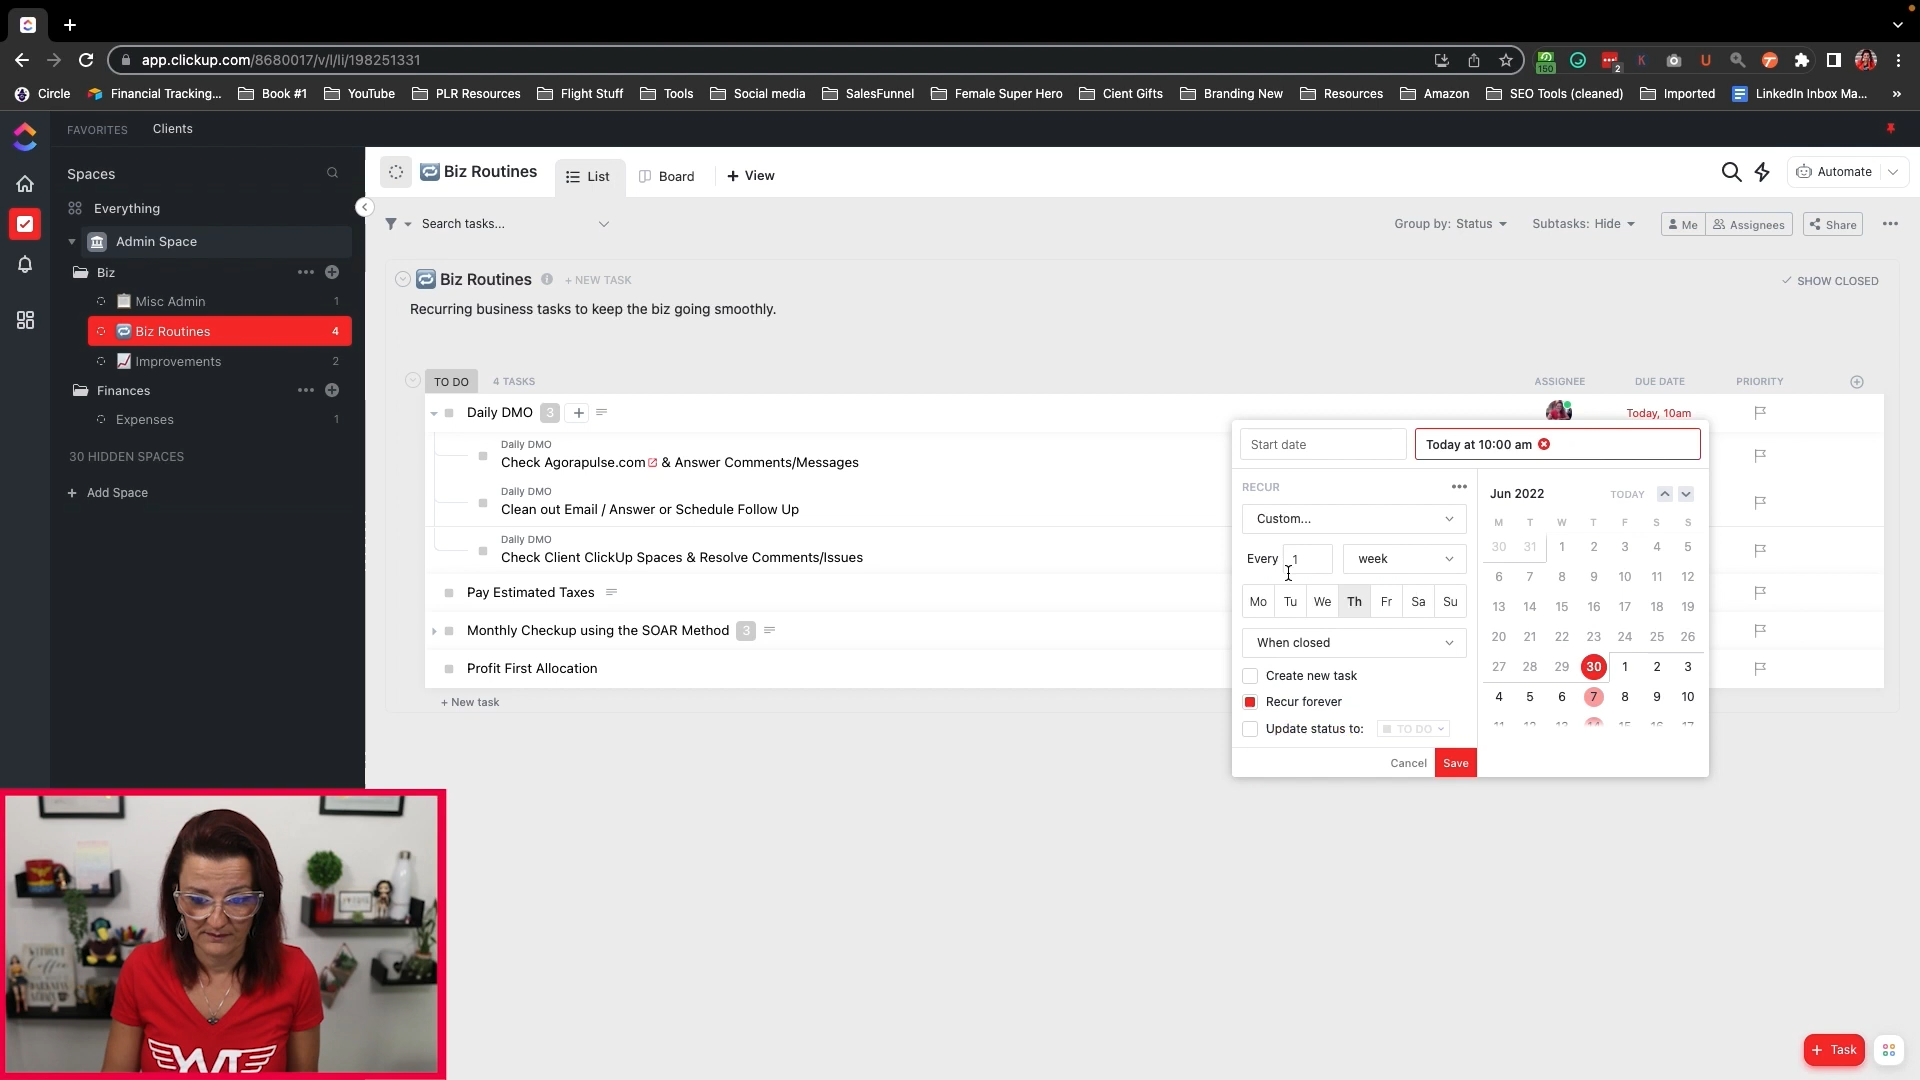 app.clickup.com/8680017/v/l/li/198251331
150
2
Circle
Financial Tracking...
Book #1
YouTube
PLR Resources
Flight Stuff
Tools
Social media
SalesFunnel
Female Super Hero
Cient Gifts
Branding New
Resources
Amazon
SEO Tools (cleaned)
Imported
LinkedIn Inbox Ma...
FAVORITES
Clients
Spaces
Everything
Admin Space
Biz
Misc Admin 1
Biz Routines 4
Improvements 2
Finances
Expenses 1
30 HIDDEN SPACES
+ Add Space
Biz Routines
List
Board
+ View
Automate
Search tasks...
Group by: Status
Subtasks: Hide
Me
Assignees
Share
Biz Routines
+ NEW TASK
SHOW CLOSED
Recurring business tasks to keep the biz going smoothly.
TO DO
4 TASKS
ASSIGNEE
DUE DATE
PRIORITY
Daily DMO 3
Today, 10am
Daily DMO
Check Agorapulse.com & Answer Comments/Messages
Daily DMO
Clean out Email / Answer or Schedule Follow Up
Daily DMO
Check Client ClickUp Spaces & Resolve Comments/Issues
Pay Estimated Taxes
Monthly Checkup using the SOAR Method 3
Profit First Allocation
+ New task
Start date
Today at 10:00 am
RECUR
Custom...
Every 1 week
Mo Tu We Th Fr Sa Su
When closed
Create new task
Recur forever
Update status to: TO DO
Cancel
Save
Jun 2022
TODAY
M T W T F S S
30 31 1 2 3 4 5
6 7 8 9 10 11 12
13 14 15 16 17 18 19
20 21 22 23 24 25 26
27 28 29 30 1 2 3
4 5 6 7 8 9 10
11 12 13 14 15 16 17
+ Task